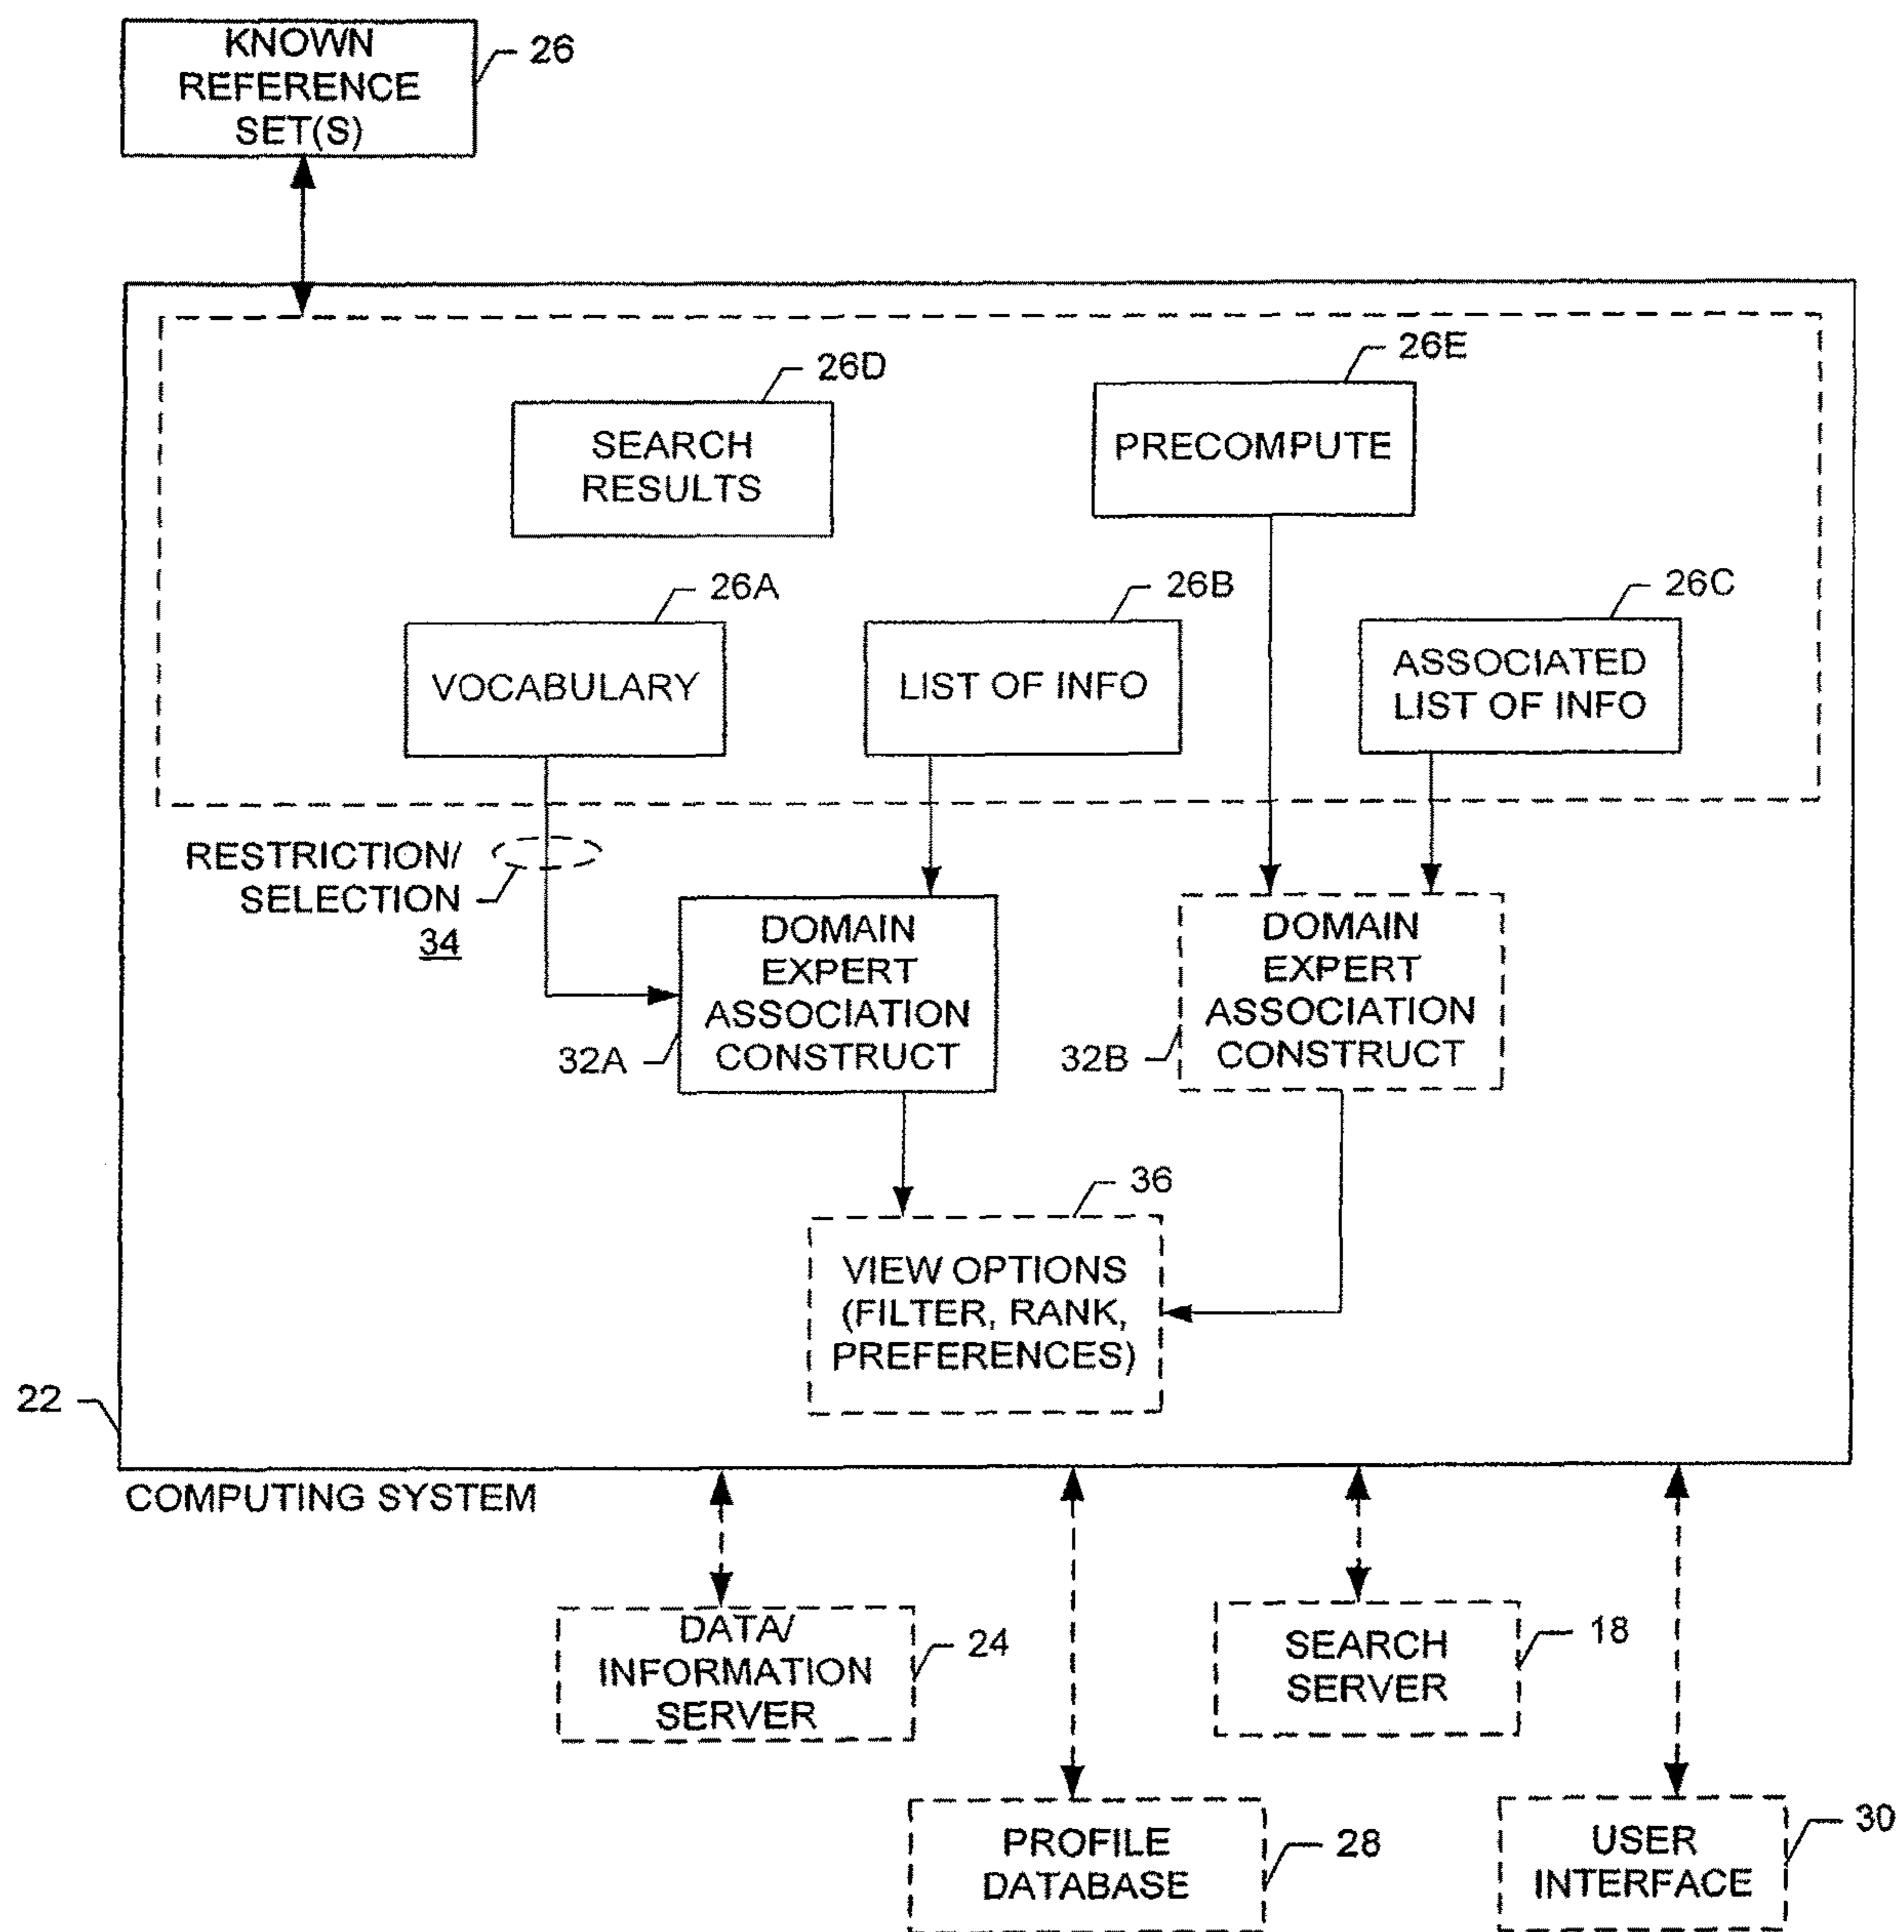 KNOWN
REFERENCE
SET(S)
26
26D
26E
SEARCH
RESULTS
PRECOMPUTE
26A
26B
26C
VOCABULARY
LIST OF INFO
ASSOCIATED
LIST OF INFO
RESTRICTION/
SELECTION
34
DOMAIN
EXPERT
ASSOCIATION
CONSTRUCT
32A
DOMAIN
EXPERT
ASSOCIATION
CONSTRUCT
32B
36
VIEW OPTIONS
(FILTER, RANK,
PREFERENCES)
22
COMPUTING SYSTEM
DATA/
INFORMATION
SERVER
24
SEARCH
SERVER
18
PROFILE
DATABASE
28
USER
INTERFACE
30